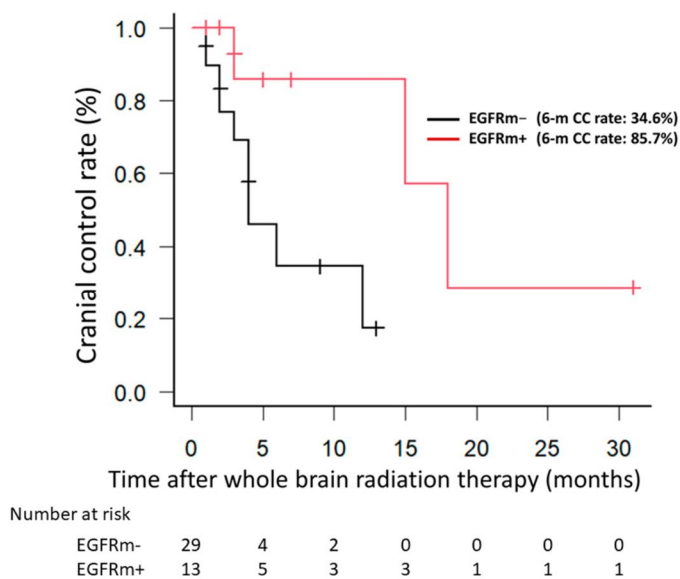 Cranial control rate (%)
1.0
0.8
0.6
0.4
0.2
0.0
EGFRm− (6-m CC rate: 34.6%)
EGFRm+ (6-m CC rate: 85.7%)
0 5 10 15 20 25 30
Time after whole brain radiation therapy (months)
Number at risk
EGFRm- 29 4 2 0 0 0 0
EGFRm+ 13 5 3 3 1 1 1